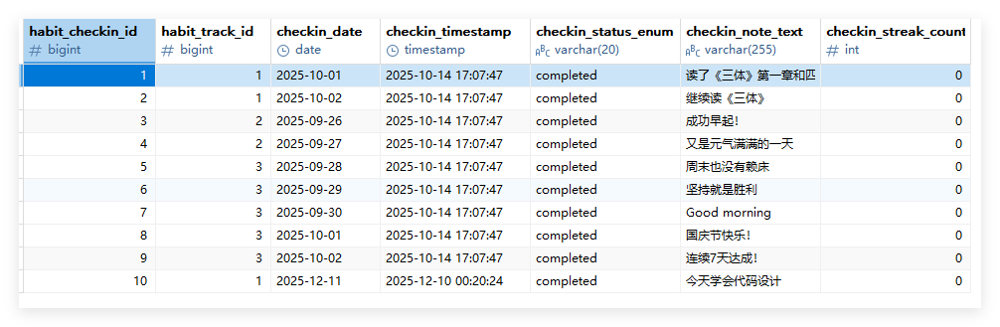 habit_checkin_id habit_track_id checkin_date checkin_timestamp checkin_status_enum checkin_note_text checkin_streak_count
# bigint # bigint date timestamp ABC varchar(20) ABC varchar(255) # int
1 1 2025-10-01 2025-10-14 17:07:47 completed 读了《三体》第一章和四 0
2 1 2025-10-02 2025-10-14 17:07:47 completed 继续读《三体》 0
3 2 2025-09-26 2025-10-14 17:07:47 completed 成功早起! 0
4 2 2025-09-27 2025-10-14 17:07:47 completed 又是元气满满的一天 0
5 3 2025-09-28 2025-10-14 17:07:47 completed 周末也没有赖床 0
6 3 2025-09-29 2025-10-14 17:07:47 completed 坚持就是胜利 0
7 3 2025-09-30 2025-10-14 17:07:47 completed Good morning 0
8 3 2025-10-01 2025-10-14 17:07:47 completed 国庆节快乐! 0
9 3 2025-10-02 2025-10-14 17:07:47 completed 连续7天达成! 0
10 1 2025-12-11 2025-12-10 00:20:24 completed 今天学会代码设计 0